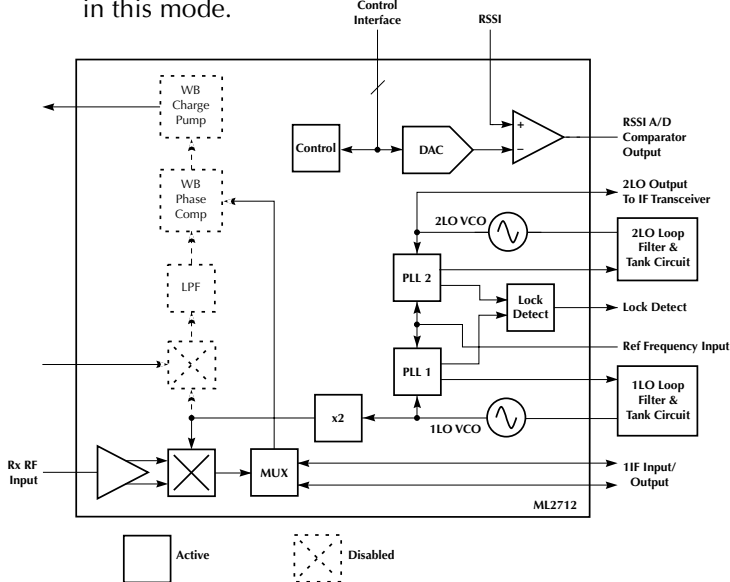 in this mode.
Control
Interface
RSSI
WB
Charge
Pump
Control
DAC
+
−
RSSI A/D
Comparator
Output
WB
Phase
Comp
2LO Output
To IF Transceiver
2LO VCO
2LO Loop
Filter &
Tank Circuit
PLL 2
LPF
Lock
Detect
Lock Detect
Ref Frequency Input
PLL 1
1LO Loop
Filter &
Tank Circuit
x2
1LO VCO
Rx RF
Input
MUX
1IF Input/
Output
ML2712
Active
Disabled